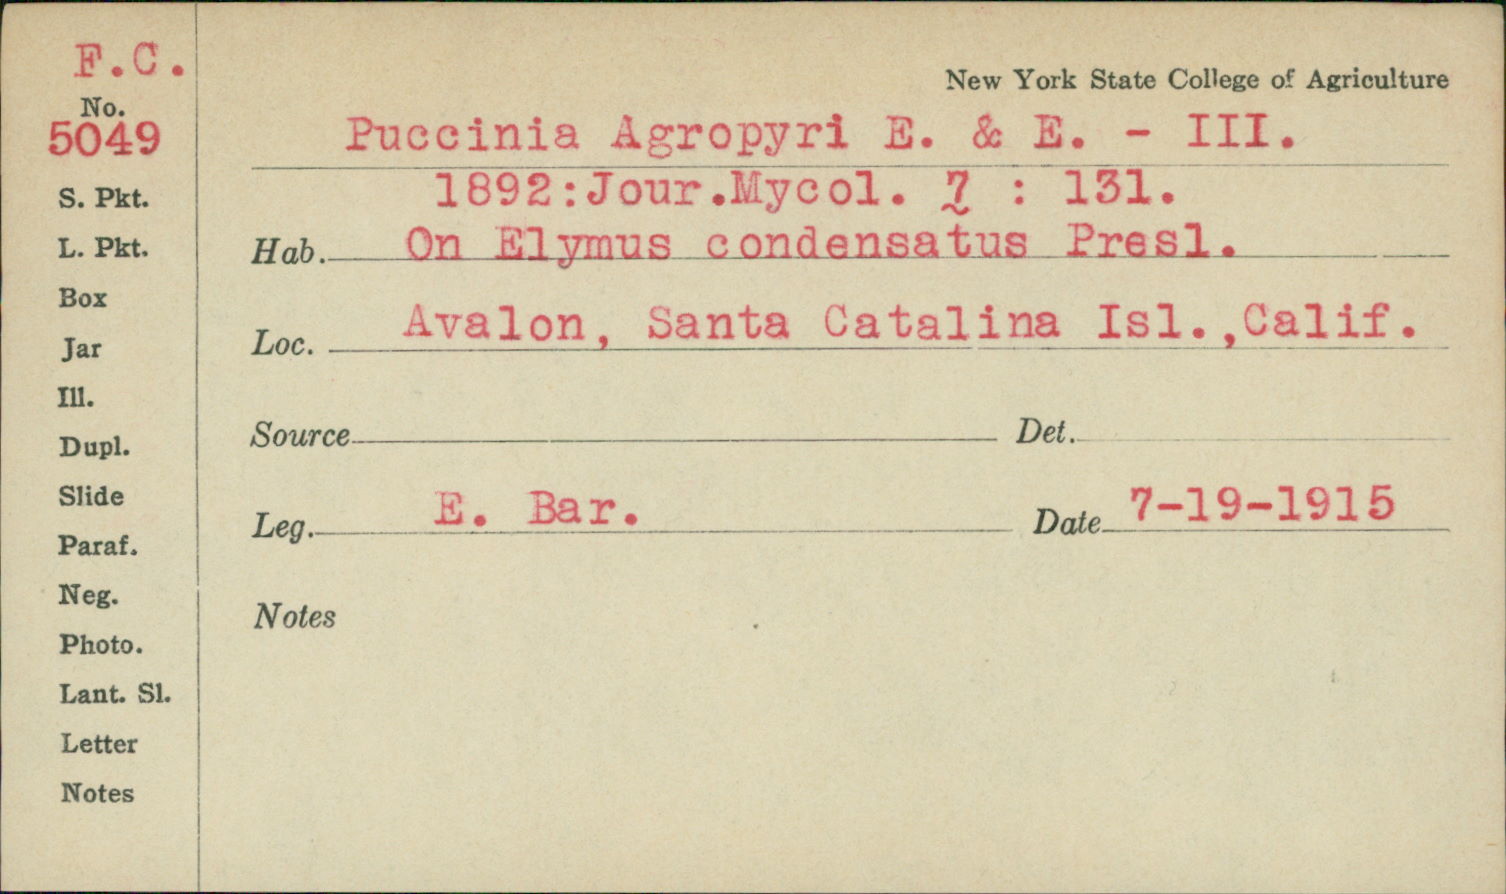 F.C.
No.
5049
S. Pkt.
L. Pkt.
Box
Jar
Ill.
Dupl.
Slide
Paraf.
Neg.
Photo.
Lant. Sl.
Letter
Notes
New York State College of Agriculture
Puccinia Agropyri E. & E. - III.
1892:Jour.Mycol. 7 : 131.
Hab. On Elymus condensatus Presl.
Loc. Avalon, Santa Catalina Isl.,Calif.
Source Det.
Leg. E. Bar. Date 7-19-1915
Notes